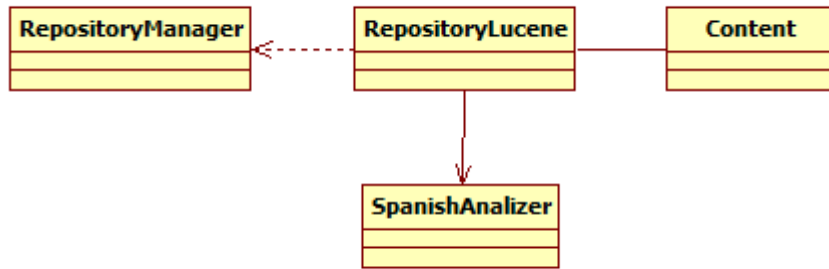 RepositoryManager
RepositoryLucene
Content
SpanishAnalizer